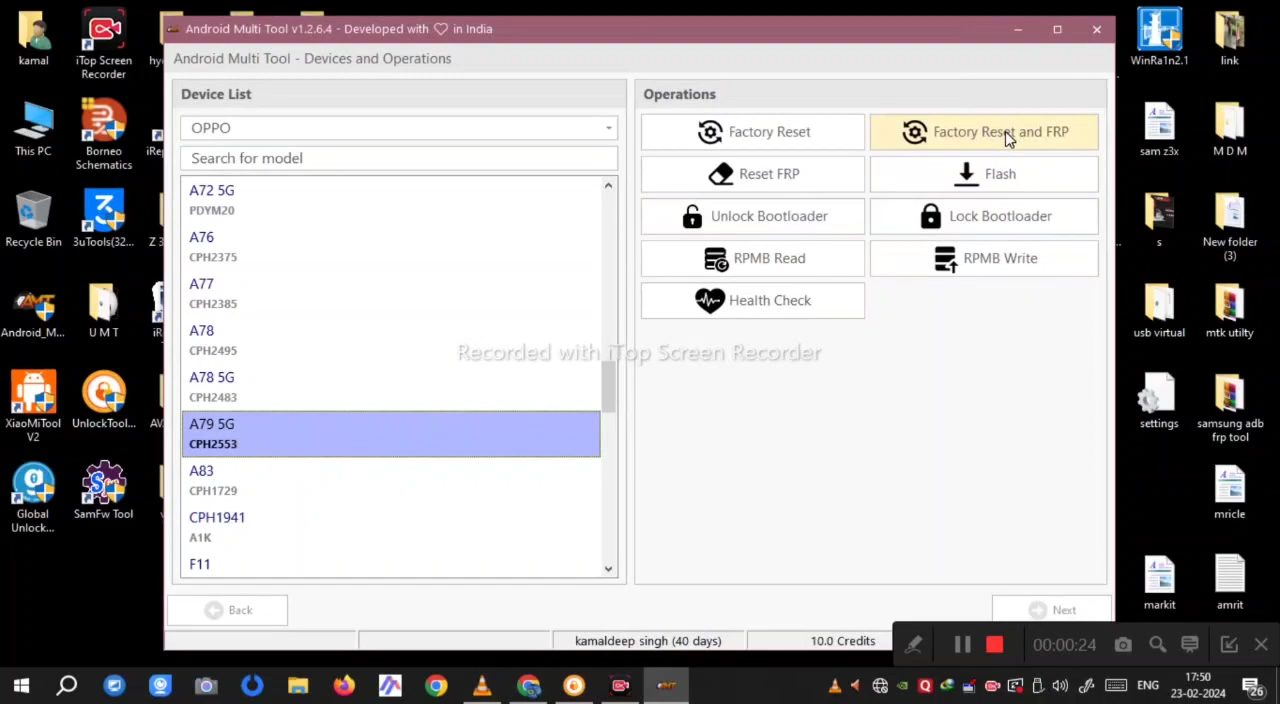 Android Multi Tool v1.2.6.4 - Developed with ♡ in India
Android Multi Tool - Devices and Operations
Device List
OPPO
Search for model
A72 5G
PDYM20
A76
CPH2375
A77
CPH2385
A78
CPH2495
A78 5G
CPH2483
A79 5G
CPH2553
A83
CPH1729
CPH1941
A1K
F11
Operations
Factory Reset
Factory Reset and FRP
Reset FRP
Flash
Unlock Bootloader
Lock Bootloader
RPMB Read
RPMB Write
Health Check
Recorded with iTop Screen Recorder
Back
Next
kamaldeep singh (40 days)
10.0 Credits
00:00:24
kamal
iTop Screen
Recorder
This PC
Borneo
Schematics
Recycle Bin
3uTools(32...
Android_M...
U M T
XiaoMiTool
V2
UnlockTool...
Global
Unlock...
SamFw Tool
WinRa1n2.1
link
sam z3x
M D M
s
New folder
(3)
usb virtual
mtk utilty
settings
samsung adb
frp tool
mricle
markit
amrit
ENG
17:50
23-02-2024
26